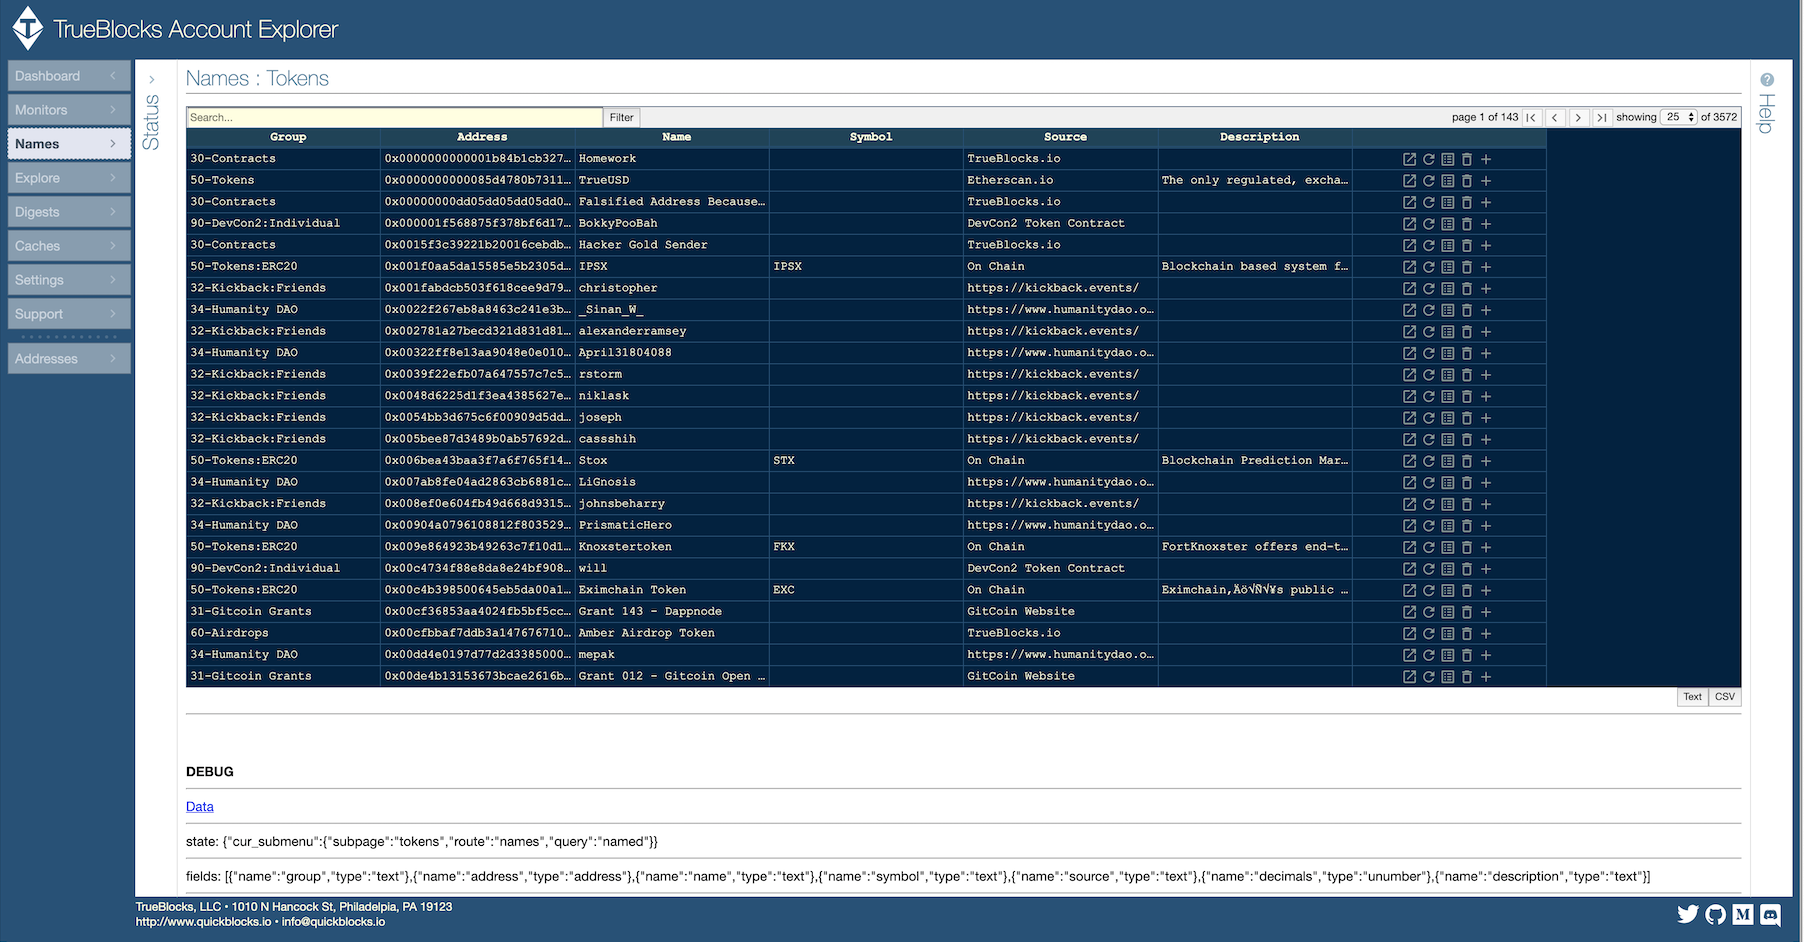 TrueBlocks Account Explorer
Dashboard
Monitors
Names
Explore
Digests
Caches
Settings
Support
Addresses
Status
Names : Tokens
Search... Filter page 1 of 143 showing 25 of 3572
Group Address Name Symbol Source Description
30-Contracts 0x0000000000001b84b1cb327... Homework TrueBlocks.io
50-Tokens 0x0000000000085d4780b7311... TrueUSD Etherscan.io The only regulated, excha...
30-Contracts 0x00000000dd05dd05dd05dd0... Falsified Address Because... TrueBlocks.io
90-DevCon2:Individual 0x000001f568875f378bf6d17... BokkyPooBah DevCon2 Token Contract
30-Contracts 0x0015f3c39221b20016cebdb... Hacker Gold Sender TrueBlocks.io
50-Tokens:ERC20 0x001f0aa5da15585e5b2305d... IPSX IPSX On Chain Blockchain based system f...
32-Kickback:Friends 0x001fabdcb503f618cee9d79... christopher https://kickback.events/
34-Humanity DAO 0x0022f267eb8a8463c241e3b... _Sinan_W_ https://www.humanitydao.o...
32-Kickback:Friends 0x002781a27becd321d831d81... alexanderramsey https://kickback.events/
34-Humanity DAO 0x00322ff8e13aa9048e0e010... April31804088 https://www.humanitydao.o...
32-Kickback:Friends 0x0039f22efb07a647557c7c5... rstorm https://kickback.events/
32-Kickback:Friends 0x0048d6225d1f3ea4385627e... niklask https://kickback.events/
32-Kickback:Friends 0x0054bb3d675c6f00909d5dd... joseph https://kickback.events/
32-Kickback:Friends 0x005bee87d3489b0ab57692d... cassshih https://kickback.events/
50-Tokens:ERC20 0x006bea43baa3f7a6f765f14... Stox STX On Chain Blockchain Prediction Mar...
34-Humanity DAO 0x007ab8fe04ad2863cb6881c... LiGnosis https://www.humanitydao.o...
32-Kickback:Friends 0x008ef0e604fb49d668d9315... johnsbeharry https://kickback.events/
34-Humanity DAO 0x00904a0796108812f803529... PrismaticHero https://www.humanitydao.o...
50-Tokens:ERC20 0x009e864923b49263c7f10d1... Knoxstertoken FKX On Chain FortKnoxster offers end-t...
90-DevCon2:Individual 0x00c4734f88e8da8e24bf908... will DevCon2 Token Contract
50-Tokens:ERC20 0x00c4b398500645eb5da00a1... Eximchain Token EXC On Chain Eximchain‚Äö√Ñ√¥s public ...
31-Gitcoin Grants 0x00cf36853aa4024fb5bf5cc... Grant 143 - Dappnode GitCoin Website
60-Airdrops 0x00cfbbaf7ddb3a147676710... Amber Airdrop Token TrueBlocks.io
34-Humanity DAO 0x00dd4e0197d77d2d3385000... mepak https://www.humanitydao.o...
31-Gitcoin Grants 0x00de4b13153673bcae2616b... Grant 012 - Gitcoin Open ... GitCoin Website
Text CSV
DEBUG
Data
state: {"cur_submenu":{"subpage":"tokens","route":"names","query":"named"}}
fields: [{"name":"group","type":"text"},{"name":"address","type":"address"},{"name":"name","type":"text"},{"name":"symbol","type":"text"},{"name":"source","type":"text"},{"name":"decimals","type":"unumber"},{"name":"description","type":"text"}]
Help
TrueBlocks, LLC • 1010 N Hancock St, Philadelpia, PA 19123
http://www.quickblocks.io • info@quickblocks.io